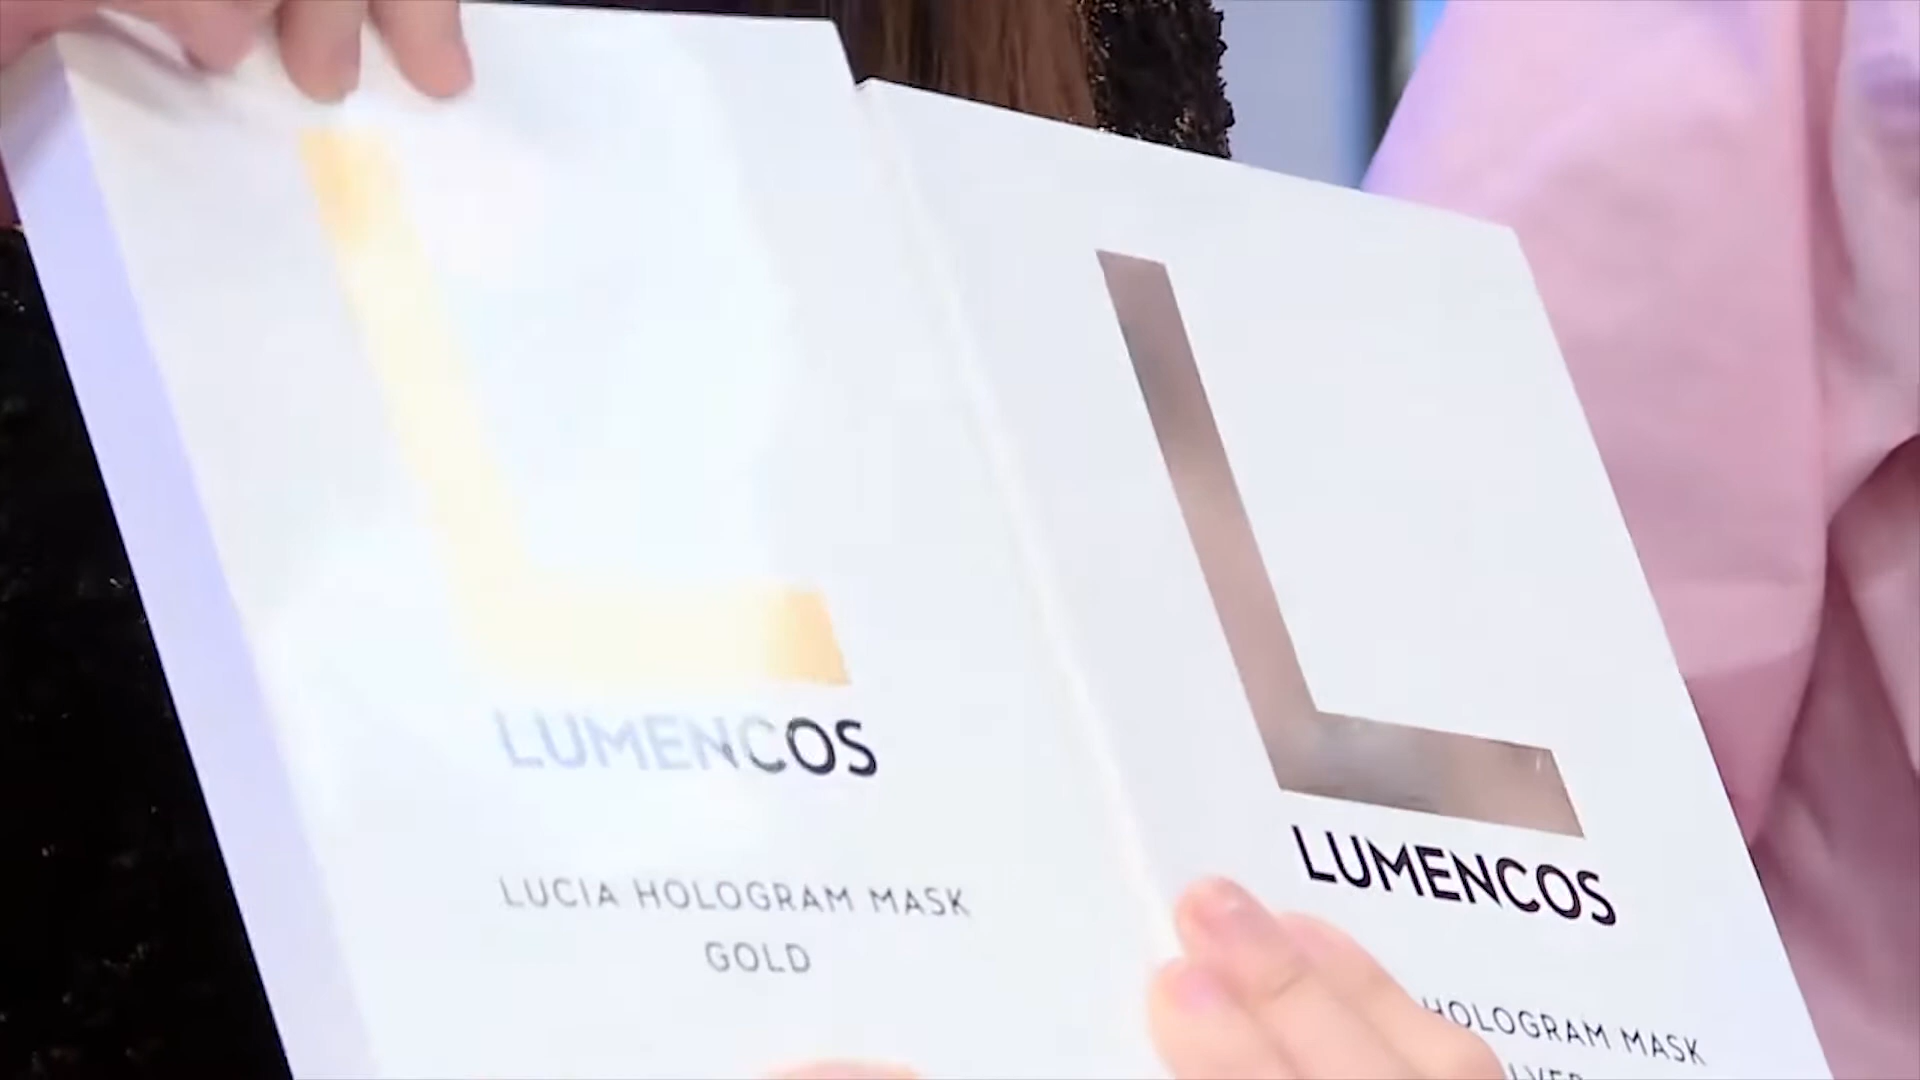 L
LUMENCOS
LUCIA HOLOGRAM MASK
GOLD
L
LUMENCOS
HOLOGRAM MASK